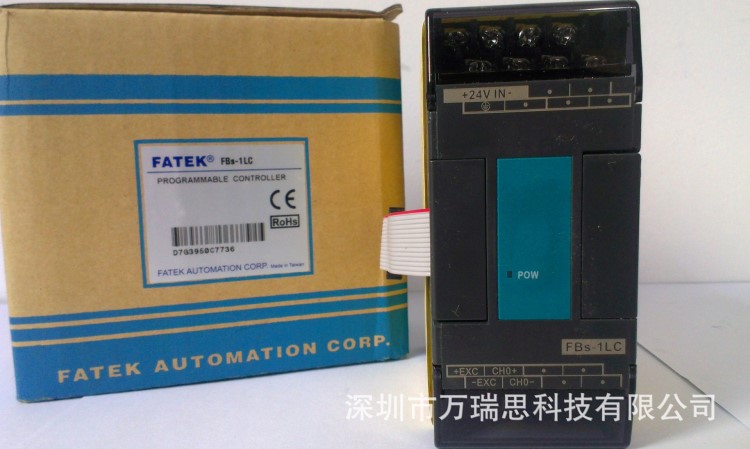 FATEK® FBs-1LC
PROGRAMMABLE CONTROLLER
CE
RoHs
D7G3950C7736
FATEK AUTOMATION CORP. Made in Taiwan
FATEK AUTOMATION CORP.
+24V IN-
POW
FBs-1LC
+EXC CH0+
-EXC CH0-
深圳市万瑞思科技有限公司